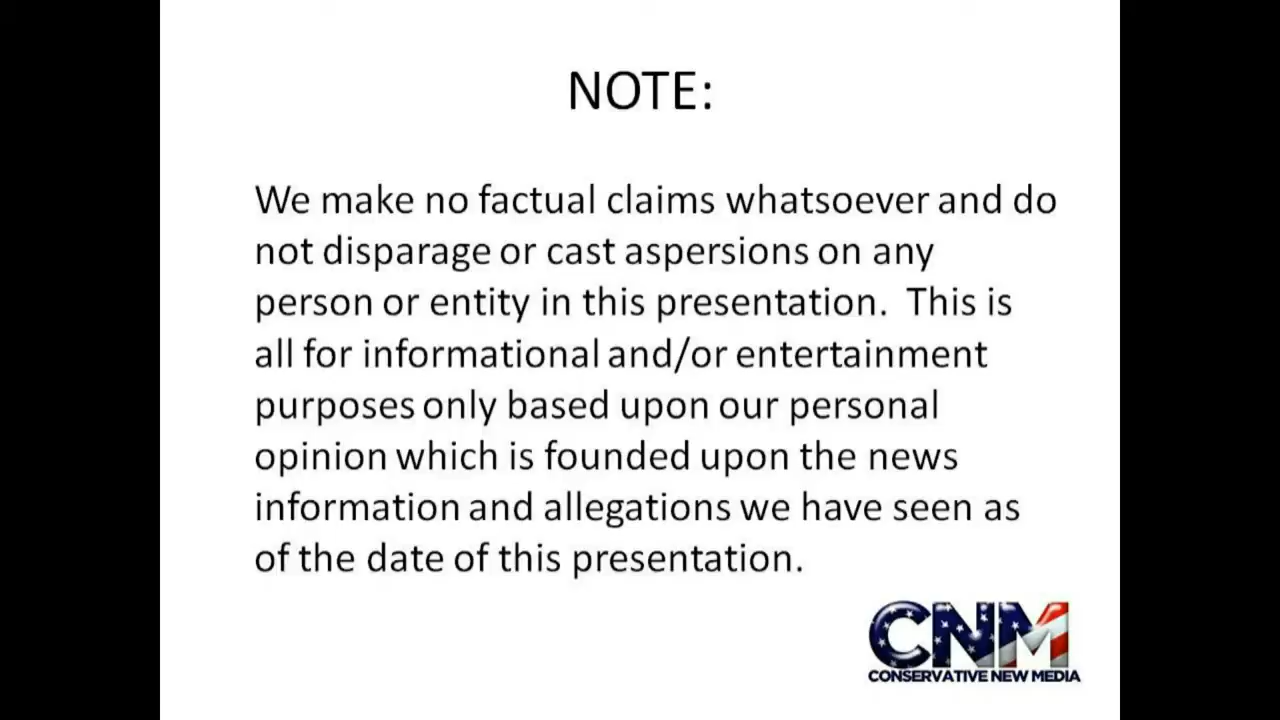 NOTE:
We make no factual claims whatsoever and do
not disparage or cast aspersions on any
person or entity in this presentation.  This is
all for informational and/or entertainment
purposes only based upon our personal
opinion which is founded upon the news
information and allegations we have seen as
of the date of this presentation.
CNM
CONSERVATIVE NEW MEDIA